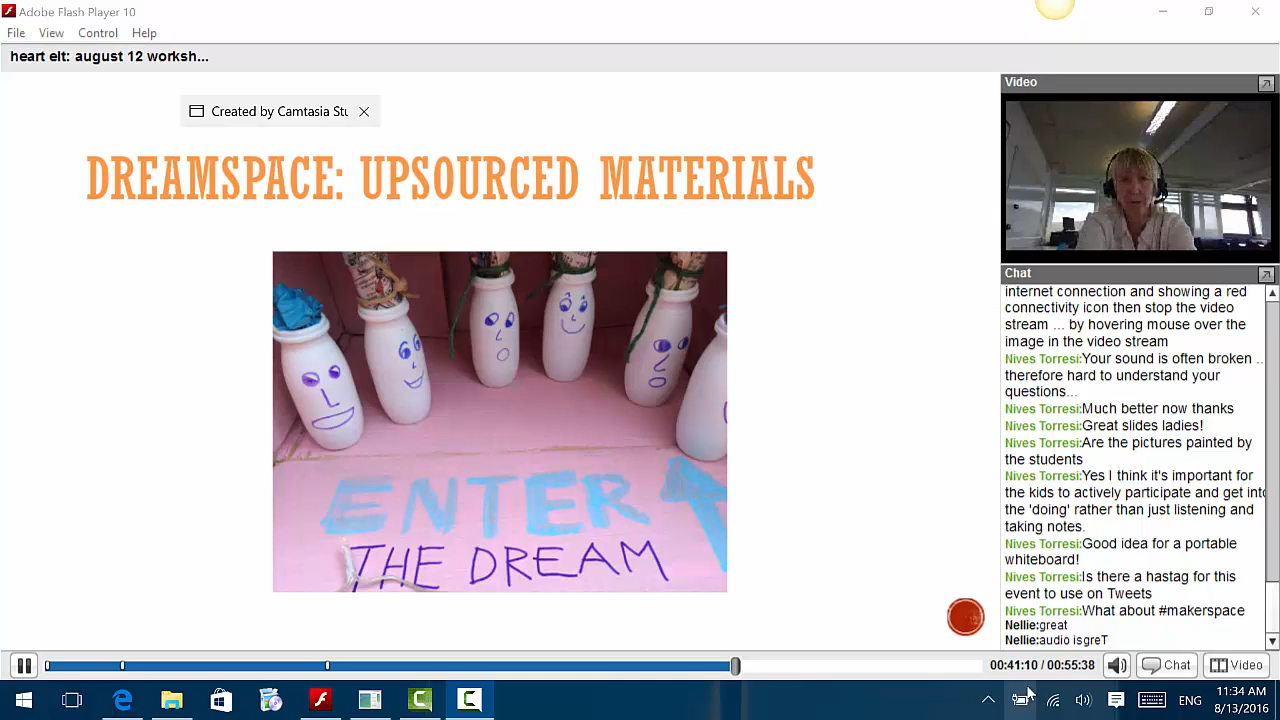 Adobe Flash Player 10
File View Control Help
heart elt: august 12 worksh...
Created by Camtasia Stu
DREAMSPACE: UPSOURCED MATERIALS
ENTER
THE DREAM
Video
Chat
internet connection and showing a red
connectivity icon then stop the video
stream ... by hovering mouse over the
image in the video stream
Nives Torresi:Your sound is often broken ..
therefore hard to understand your
questions...
Nives Torresi:Much better now thanks
Nives Torresi:Great slides ladies!
Nives Torresi:Are the pictures painted by
the students
Nives Torresi:Yes I think it's important for
the kids to actively participate and get into
the 'doing' rather than just listening and
taking notes.
Nives Torresi:Good idea for a portable
whiteboard!
Nives Torresi:Is there a hastag for this
event to use on Tweets
Nives Torresi:What about #makerspace
Nellie:great
Nellie:audio isgreT
00:41:10 / 00:55:38
Chat
Video
ENG
11:34 AM
8/13/2016